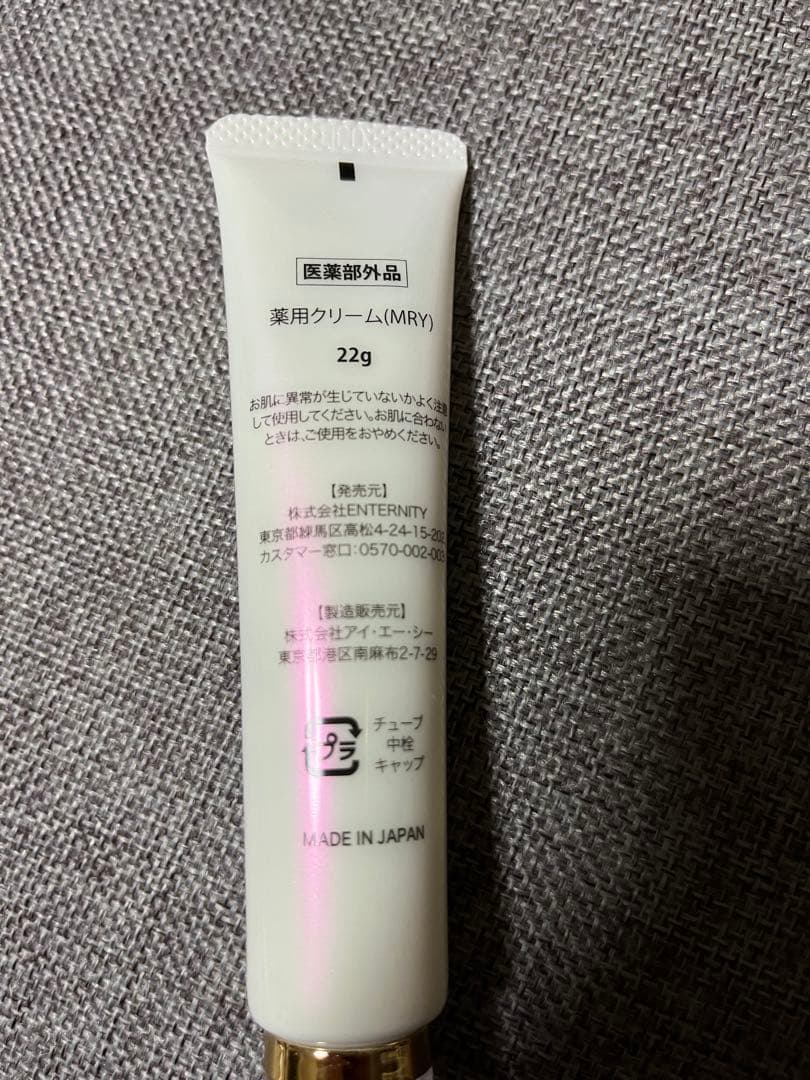 医薬部外品
薬用クリーム(MRY)
22g
お肌に異常が生じていないかよく注意
して使用してください。お肌に合わない
ときは、ご使用をおやめください。
【発売元】
株式会社ENTERNITY
東京都練馬区高松4-24-15-202
カスタマー窓口:0570-002-003
【製造販売元】
株式会社アイ・エー・シー
東京都港区南麻布2-7-29
プラ
チューブ
中栓
キャップ
MADE IN JAPAN